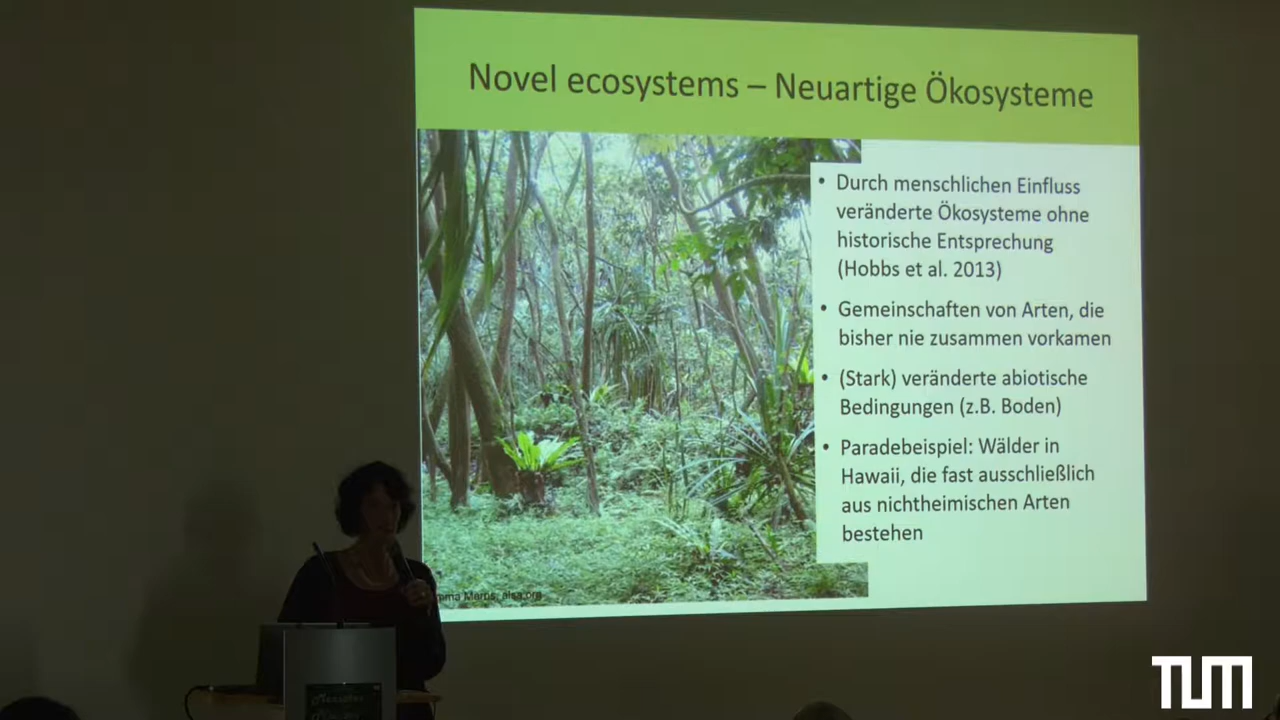 Novel ecosystems – Neuartige Ökosysteme
• Durch menschlichen Einfluss
veränderte Ökosysteme ohne
historische Entsprechung
(Hobbs et al. 2013)
• Gemeinschaften von Arten, die
bisher nie zusammen vorkamen
• (Stark) veränderte abiotische
Bedingungen (z.B. Boden)
• Paradebeispiel: Wälder in
Hawaii, die fast ausschließlich
aus nichtheimischen Arten
bestehen
TUM